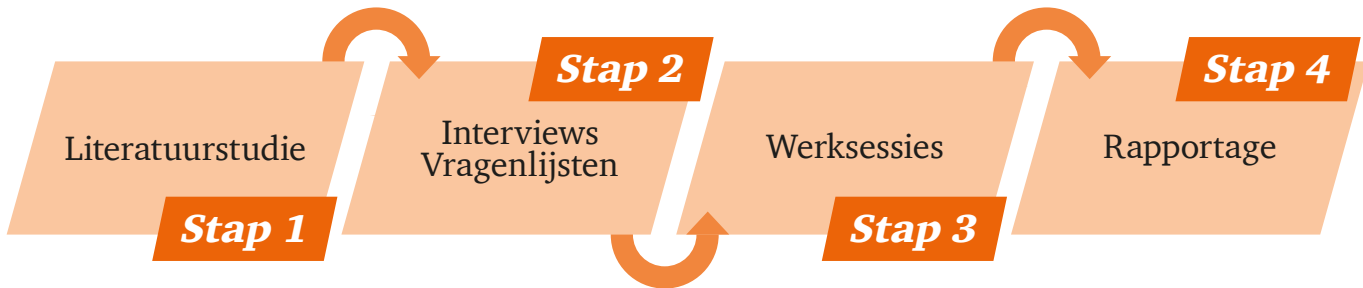 Literatuurstudie
Stap 1
Stap 2
Interviews
Vragenlijsten
Werksessies
Stap 3
Stap 4
Rapportage